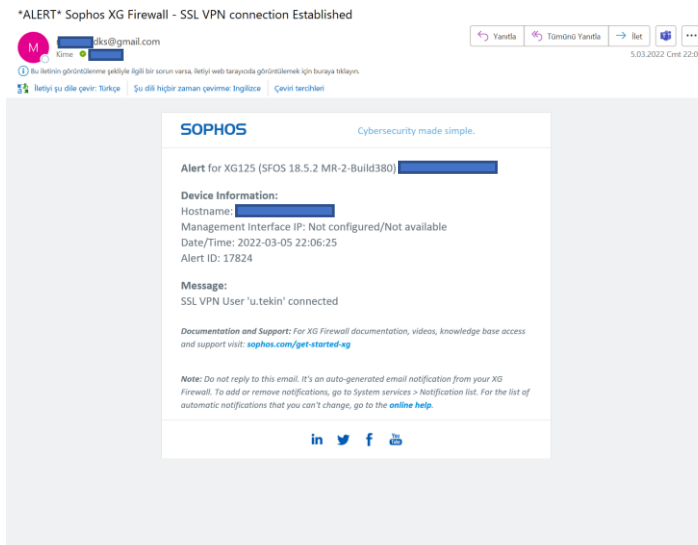 *ALERT* Sophos XG Firewall - SSL VPN connection Established
M
dks@gmail.com
Kime
Yanıtla
Tümünü Yanıtla
İlet
5.03.2022 Cmt 22:0
Bu iletinin görüntülenme şekliyle ilgili bir sorun varsa, iletiyi web tarayıcıda görüntülemek için buraya tıklayın.
İletiyi şu dile çevir: Türkçe | Şu dili hiçbir zaman çevirme: İngilizce | Çeviri tercihleri
SOPHOS
Cybersecurity made simple.
Alert for XG125 (SFOS 18.5.2 MR-2-Build380)
Device Information:
Hostname:
Management Interface IP: Not configured/Not available
Date/Time: 2022-03-05 22:06:25
Alert ID: 17824
Message:
SSL VPN User 'u.tekin' connected
Documentation and Support: For XG Firewall documentation, videos, knowledge base access
and support visit: sophos.com/get-started-xg
Note: Do not reply to this email. It's an auto-generated email notification from your XG
Firewall. To add or remove notifications, go to System services > Notification list. For the list of
automatic notifications that you can't change, go to the online help.
in
f
You
Tube